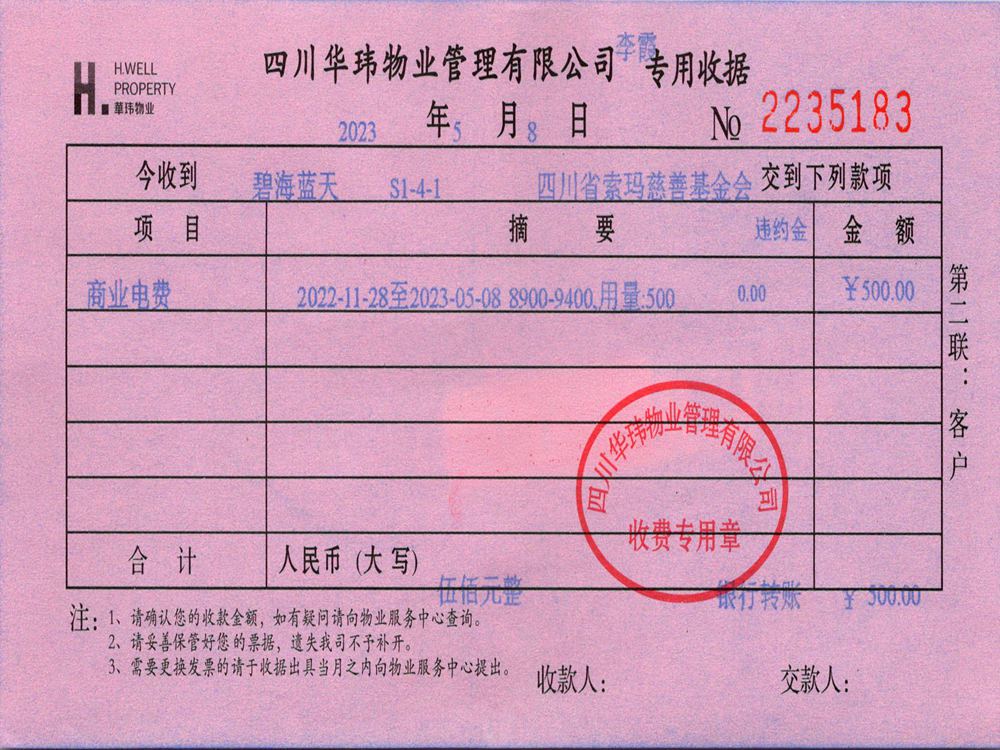 H.WELL
PROPERTY
華玮物业
四川华玮物业管理有限公司 专用收据
李霞
2023 年 5 月 8 日 № 2235183
今收到 碧海蓝天 S1-4-1 四川省索玛慈善基金会 交到下列款项
项 目 摘 要 违约金 金 额
商业电费 2022-11-28至2023-05-08 8900-9400,用量:500 0.00 ￥500.00
合 计 人民币(大写) 伍佰元整 银行转账 ￥ 500.00
四川华玮物业管理有限公司
收费专用章
第二联：客户
注：1、请确认您的收款金额，如有疑问请向物业服务中心查询。
2、请妥善保管好您的票据，遗失我司不予补开。
3、需要更换发票的请于收据出具当月之内向物业服务中心提出。
收款人： 交款人：